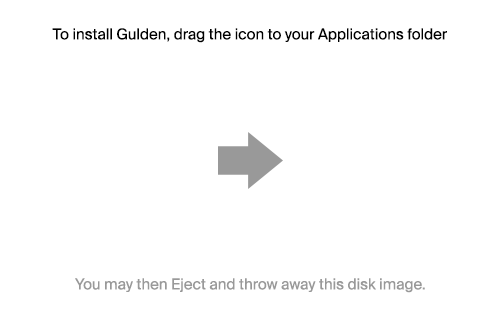 To install Gulden, drag the icon to your Applications folder
You may then Eject and throw away this disk image.